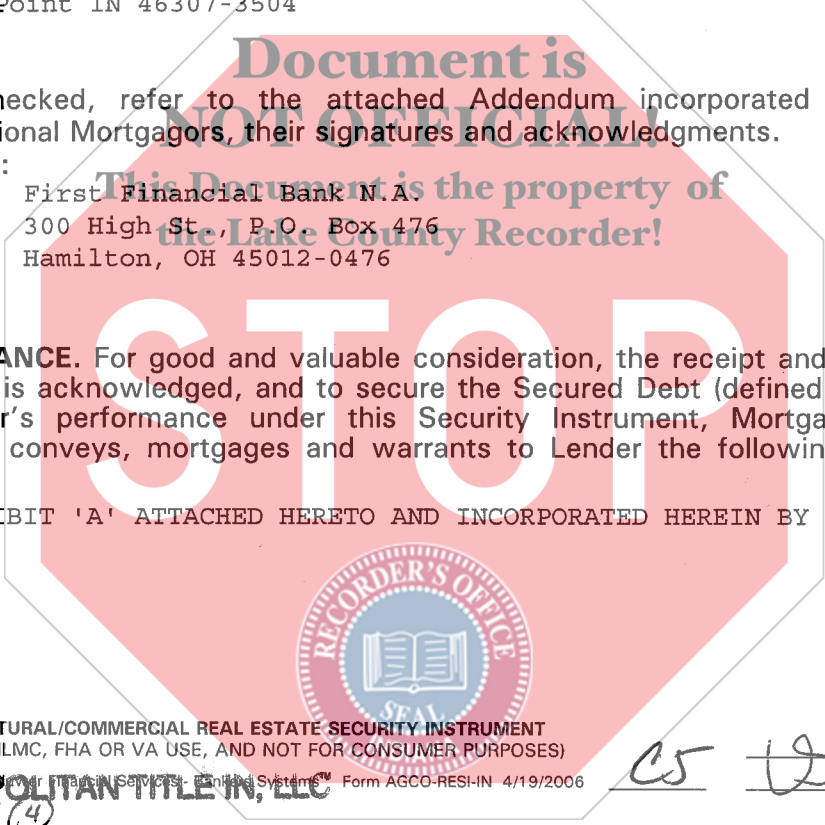 Point IN 46307-3504
Document is
hecked, refer to the attached Addendum incorporated
NOT OFFICIAL!
ional Mortgagors, their signatures and acknowledgments.
:
This Document is the property of
First Financial Bank N.A.
300 High St., P.O. Box 476
the Lake County Recorder!
Hamilton, OH 45012-0476
STOP
ANCE. For good and valuable consideration, the receipt and
is acknowledged, and to secure the Secured Debt (defined
r's performance under this Security Instrument, Mortga
conveys, mortgages and warrants to Lender the followin
IBIT 'A' ATTACHED HERETO AND INCORPORATED HEREIN BY
RECORDER'S OFFICE
SEAL
TURAL/COMMERCIAL REAL ESTATE SECURITY INSTRUMENT
LMC, FHA OR VA USE, AND NOT FOR CONSUMER PURPOSES)
Financial Services - Bankers Systems™ Form AGCO-RESI-IN 4/19/2006
OLITAN TITLE IN, LLC
(4)